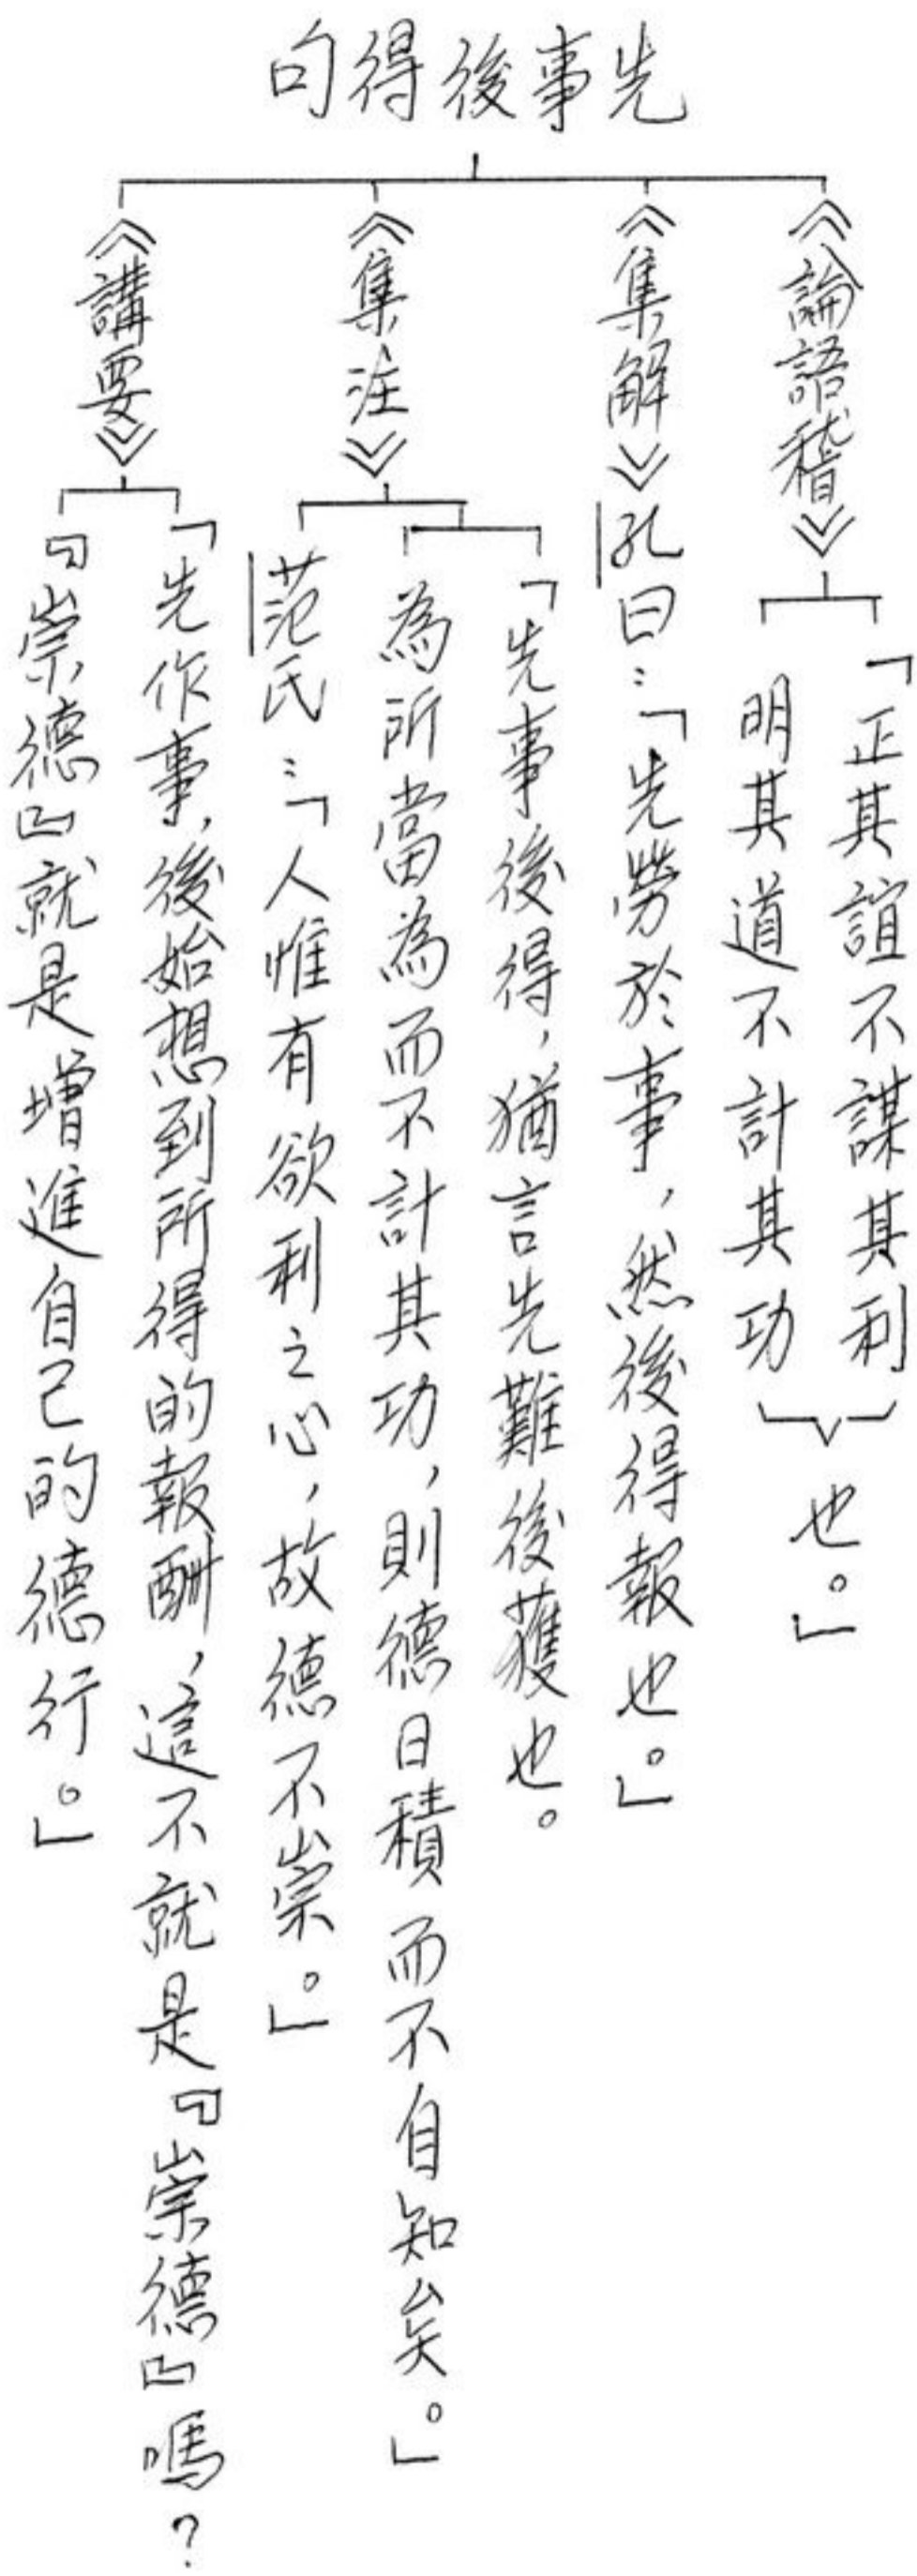 先事後得句
《論語稽》
「正其誼不謀其利
明其道不計其功
也。」
《集解》孔曰：「先勞於事，然後得報也。」
《集注》
「先事後得，猶言先難後獲也。
為所當為而不計其功，則德日積而不自知矣。」
范氏：「人惟有欲利之心，故德不崇。」
《講要》
「先作事，後始想到所得的報酬，這不就是『崇德』嗎？
『崇德』就是增進自己的德行。」